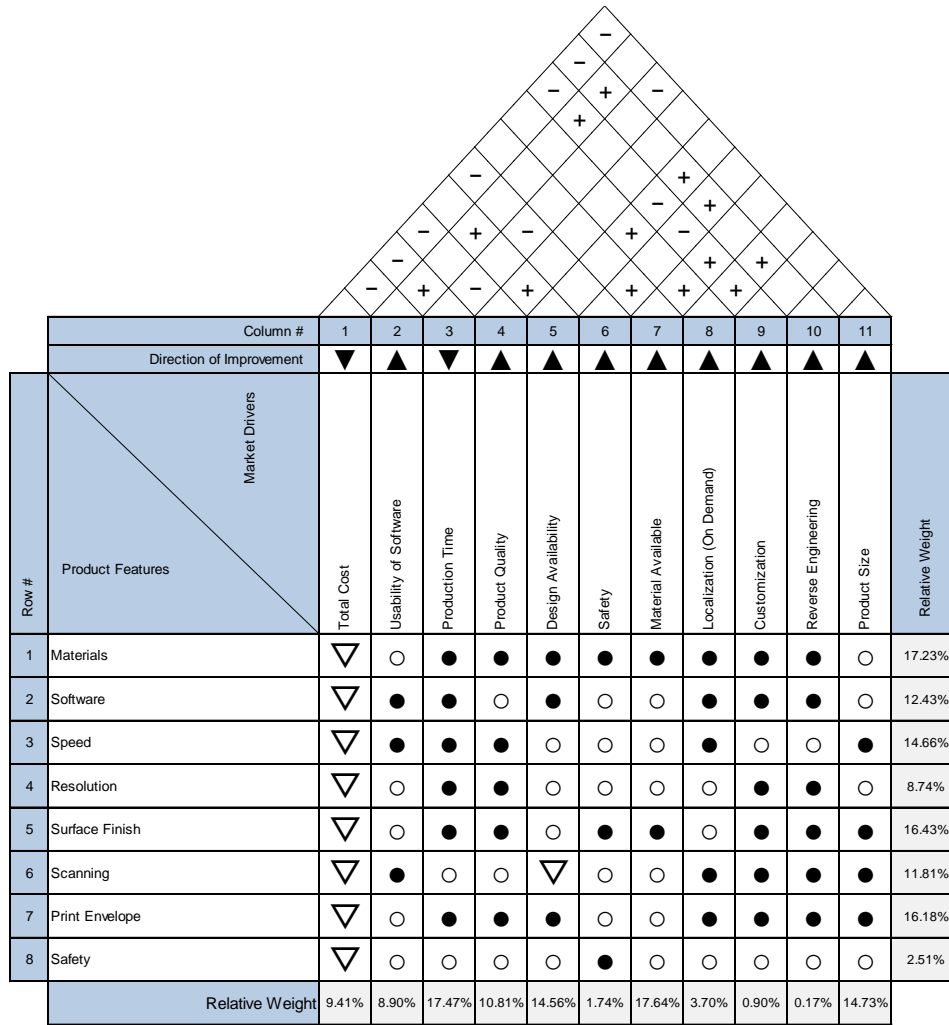 −
−
− + −
+
− +
− +
− + − + −
− + +
− + − + + + +
Column # 1 2 3 4 5 6 7 8 9 10 11
Direction of Improvement ▼ ▲ ▼ ▲ ▲ ▲ ▲ ▲ ▲ ▲ ▲
Row #
Market Drivers
Product Features
Total Cost
Usability of Software
Production Time
Product Quality
Design Availability
Safety
Material Available
Localization (On Demand)
Customization
Reverse Engineering
Product Size
Relative Weight
1 Materials ▽ ○ ● ● ● ● ● ● ● ● ○ 17.23%
2 Software ▽ ● ● ○ ● ○ ○ ● ● ● ○ 12.43%
3 Speed ▽ ● ● ● ○ ○ ○ ● ○ ○ ● 14.66%
4 Resolution ▽ ○ ● ● ○ ○ ○ ○ ● ● ○ 8.74%
5 Surface Finish ▽ ○ ● ● ○ ● ● ○ ● ● ● 16.43%
6 Scanning ▽ ● ○ ○ ▽ ○ ○ ● ● ● ● 11.81%
7 Print Envelope ▽ ○ ● ● ● ○ ○ ● ● ● ● 16.18%
8 Safety ▽ ○ ○ ○ ○ ● ○ ○ ○ ○ ○ 2.51%
Relative Weight 9.41% 8.90% 17.47% 10.81% 14.56% 1.74% 17.64% 3.70% 0.90% 0.17% 14.73%